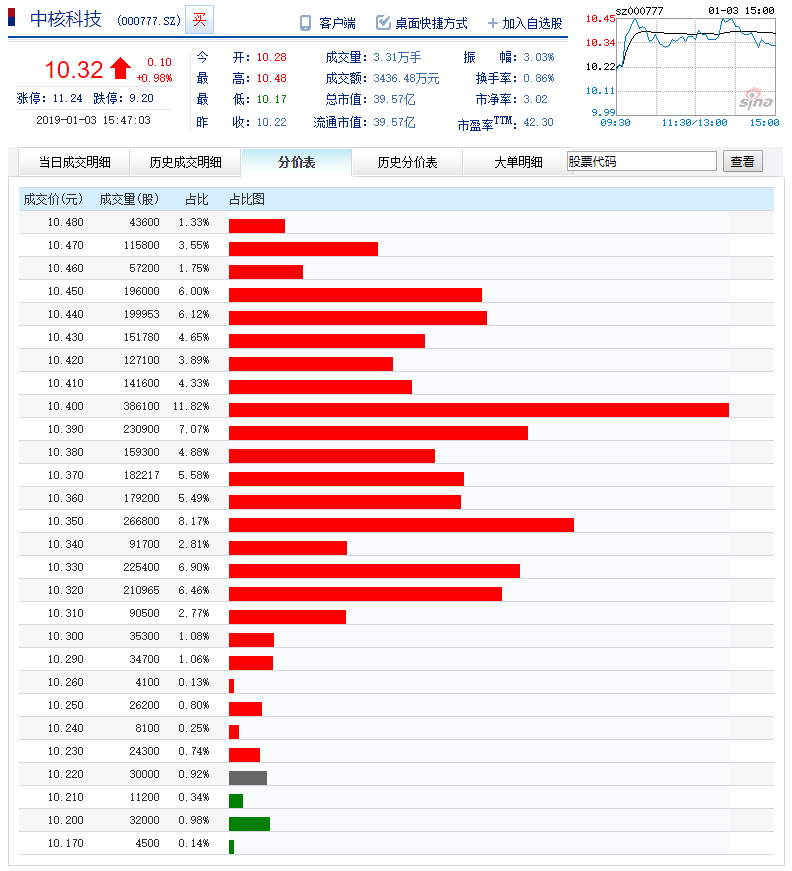 中核科技 (000777.SZ) 买 客户端 桌面快捷方式 + 加入自选股
10.32 0.10
+0.98%
涨停: 11.24 跌停: 9.20
2019-01-03 15:47:03
今 开: 10.28 成交量: 3.31万手 振 幅: 3.03%
最 高: 10.48 成交额: 3436.48万元 换手率: 0.86%
最 低: 10.17 总市值: 39.57亿 市净率: 3.02
昨 收: 10.22 流通市值: 39.57亿 市盈率TTM: 42.30
sz000777 01-03 15:00
10.45
10.34
10.22
10.11
9.99
sina
09:30 11:30/13:00 15:00
当日成交明细 历史成交明细 分价表 历史分价表 大单明细 股票代码 查看
成交价(元) 成交量(股) 占比 占比图
10.480 43600 1.33%
10.470 115800 3.55%
10.460 57200 1.75%
10.450 196000 6.00%
10.440 199953 6.12%
10.430 151780 4.65%
10.420 127100 3.89%
10.410 141600 4.33%
10.400 386100 11.82%
10.390 230900 7.07%
10.380 159300 4.88%
10.370 182217 5.58%
10.360 179200 5.49%
10.350 266800 8.17%
10.340 91700 2.81%
10.330 225400 6.90%
10.320 210965 6.46%
10.310 90500 2.77%
10.300 35300 1.08%
10.290 34700 1.06%
10.260 4100 0.13%
10.250 26200 0.80%
10.240 8100 0.25%
10.230 24300 0.74%
10.220 30000 0.92%
10.210 11200 0.34%
10.200 32000 0.98%
10.170 4500 0.14%